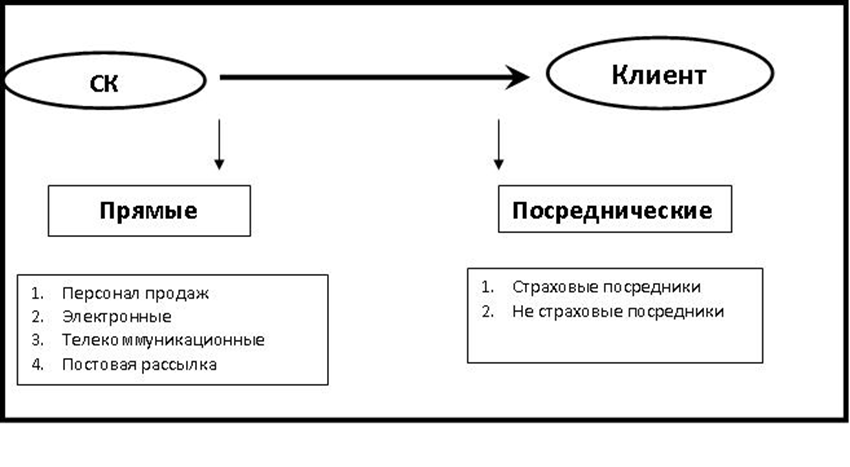 СК
Клиент
Прямые
Посреднические
1. Персонал продаж
2. Электронные
3. Телекоммуникационные
4. Постовая рассылка
1. Страховые посредники
2. Не страховые посредники